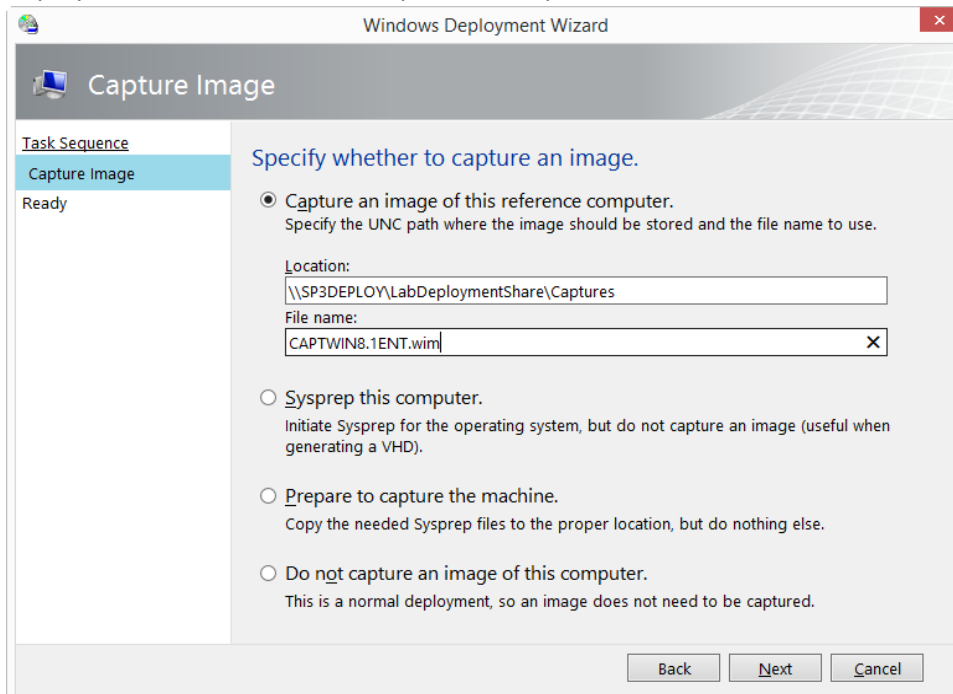 Windows Deployment Wizard
Capture Image
Task Sequence
Capture Image
Ready
Specify whether to capture an image.
Capture an image of this reference computer.
Specify the UNC path where the image should be stored and the file name to use.
Location:
\\SP3DEPLOY\LabDeploymentShare\Captures
File name:
CAPTWIN8.1ENT.wim
Sysprep this computer.
Initiate Sysprep for the operating system, but do not capture an image (useful when
generating a VHD).
Prepare to capture the machine.
Copy the needed Sysprep files to the proper location, but do nothing else.
Do not capture an image of this computer.
This is a normal deployment, so an image does not need to be captured.
Back Next Cancel